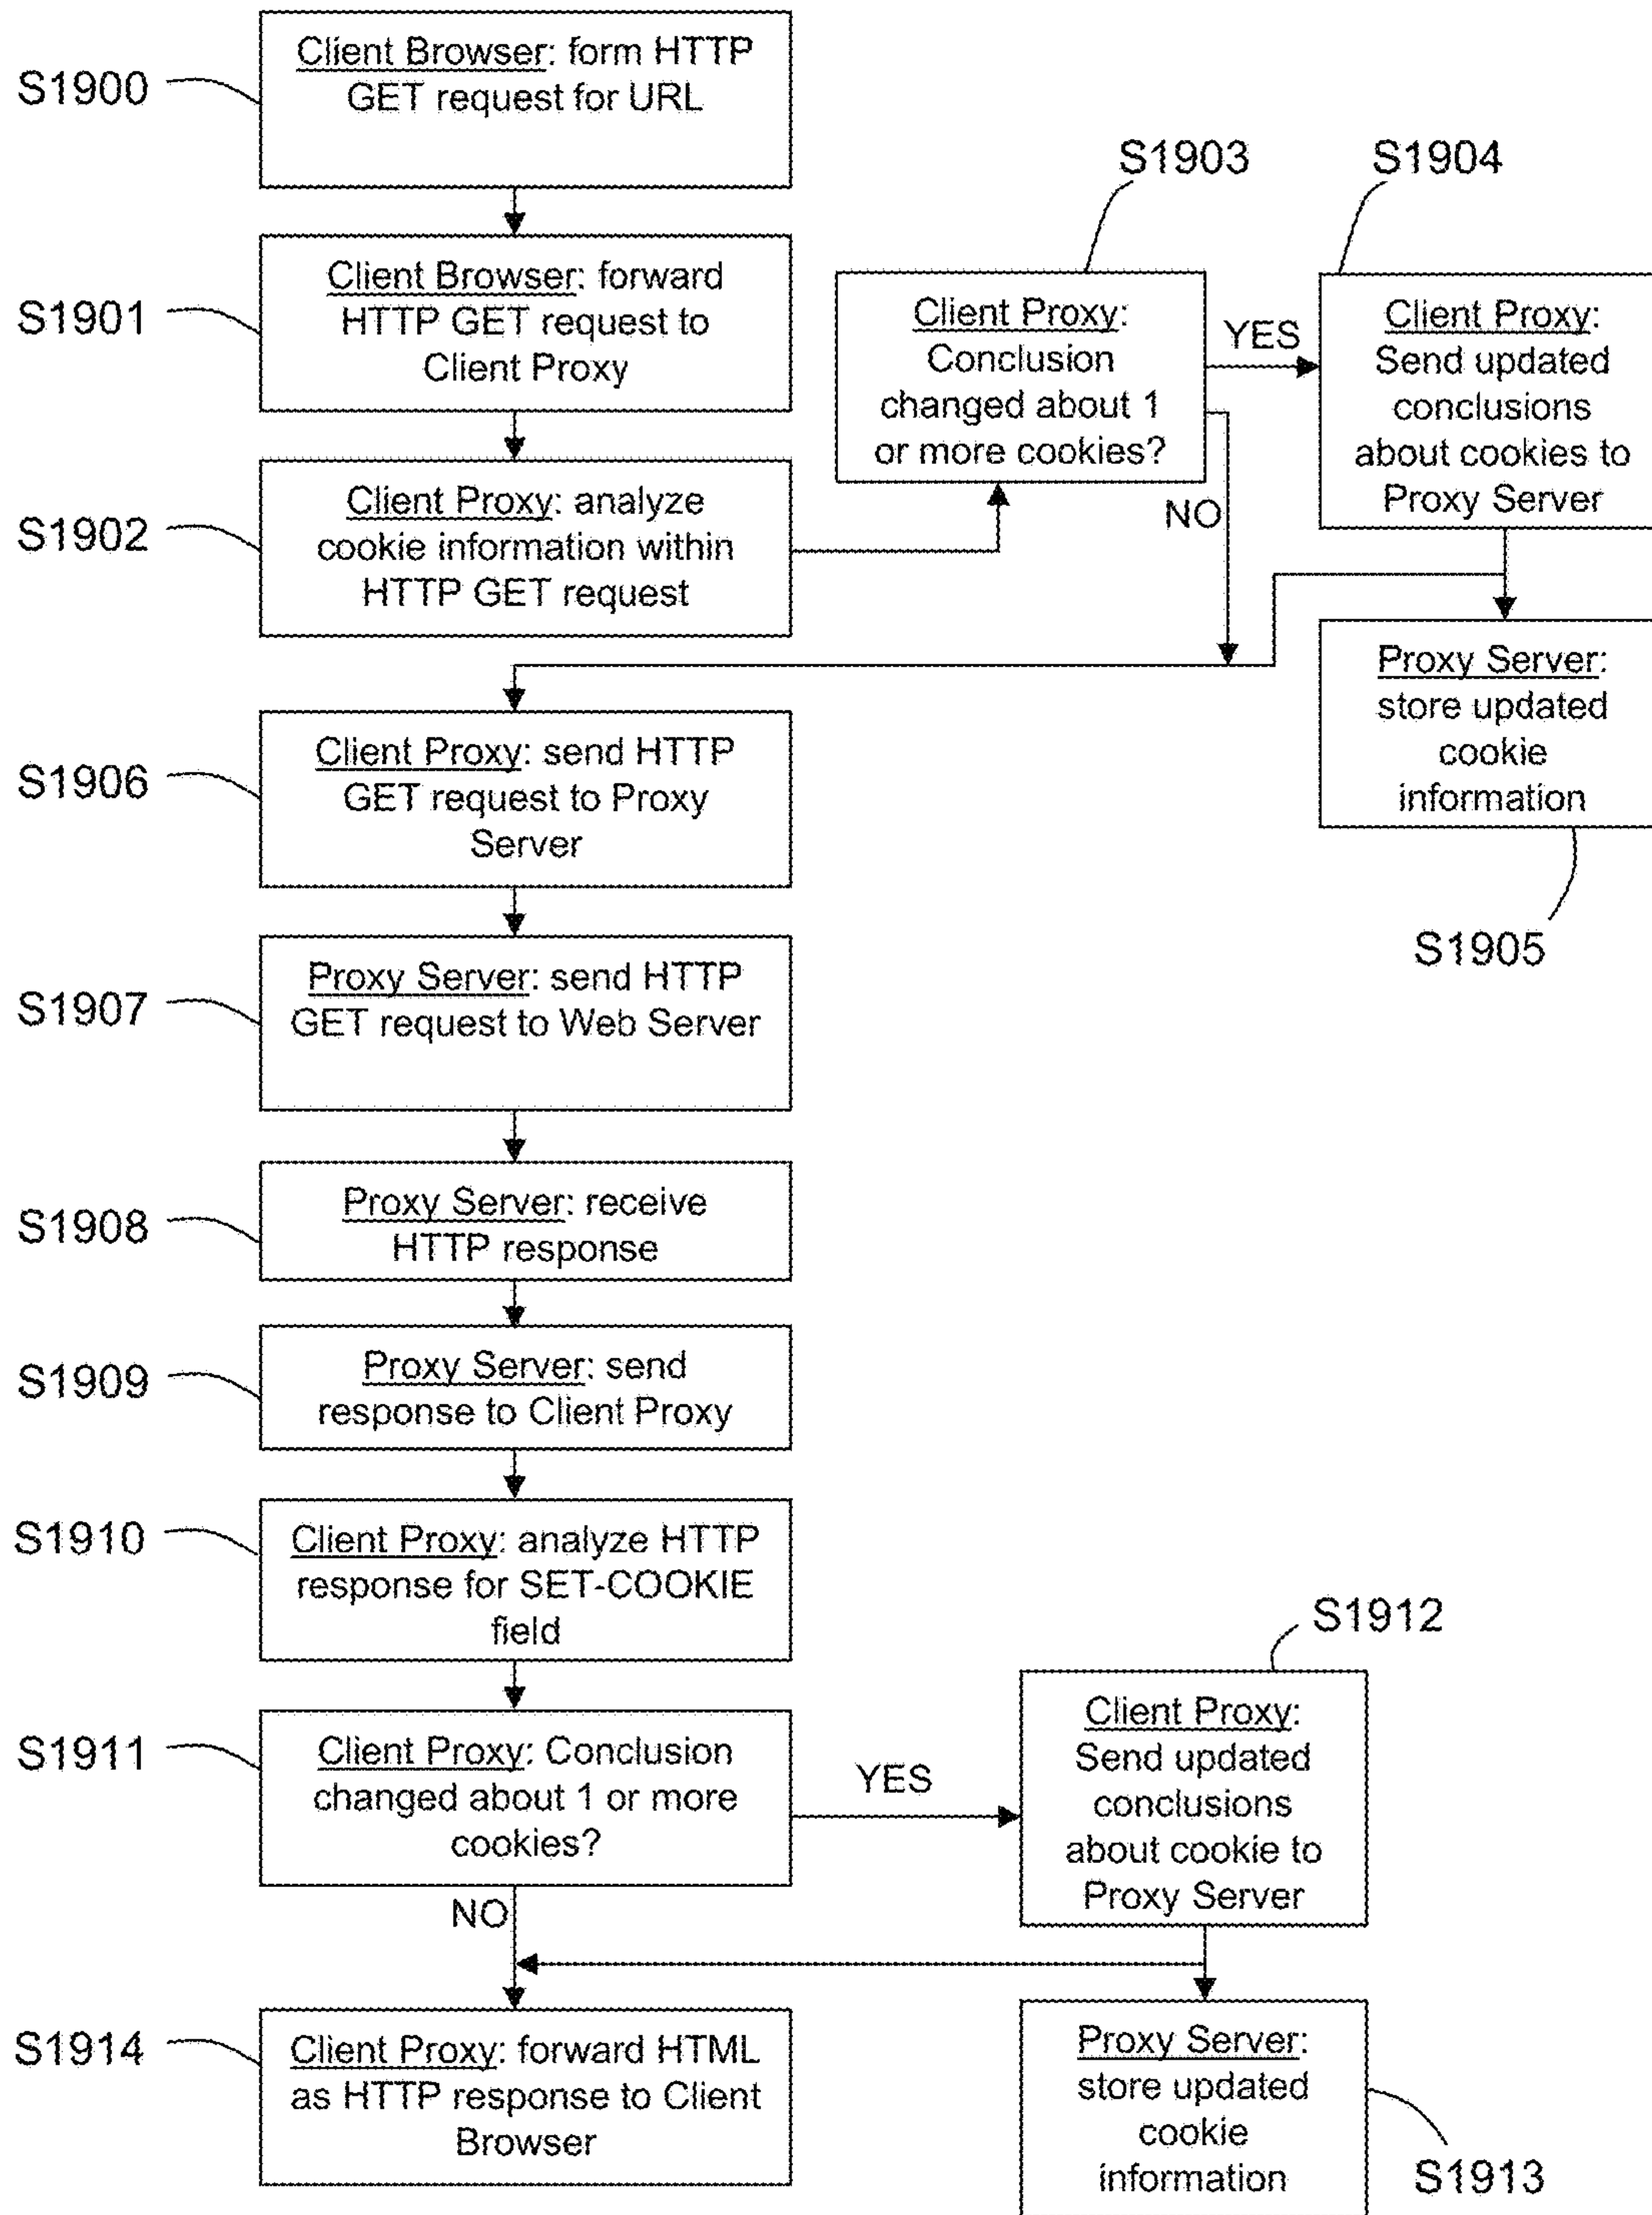 S1900
Client Browser: form HTTP
GET request for URL
S1901
Client Browser: forward
HTTP GET request to
Client Proxy
S1902
Client Proxy: analyze
cookie information within
HTTP GET request
S1903
Client Proxy:
Conclusion
changed about 1
or more cookies?
YES
NO
S1904
Client Proxy:
Send updated
conclusions
about cookies to
Proxy Server
Proxy Server:
store updated
cookie
information
S1905
S1906
Client Proxy: send HTTP
GET request to Proxy
Server
S1907
Proxy Server: send HTTP
GET request to Web Server
S1908
Proxy Server: receive
HTTP response
S1909
Proxy Server: send
response to Client Proxy
S1910
Client Proxy: analyze HTTP
response for SET-COOKIE
field
S1911
Client Proxy: Conclusion
changed about 1 or more
cookies?
YES
NO
S1912
Client Proxy:
Send updated
conclusions
about cookie to
Proxy Server
Proxy Server:
store updated
cookie
information
S1913
S1914
Client Proxy: forward HTML
as HTTP response to Client
Browser